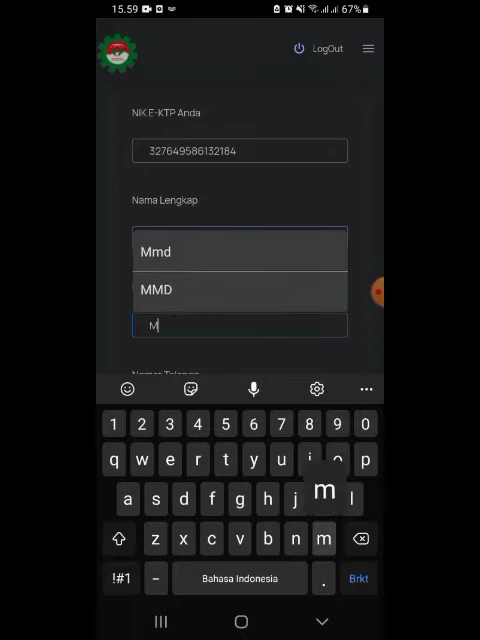 15.59
67%
LogOut
NIK E-KTP Anda
327649586132184
Nama Lengkap
Mmd
MMD
M
Nomor Telepon
1 2 3 4 5 6 7 8 9 0
q w e r t y u i o p
a s d f g h j l
m
z x c v b n m
!#1 - Bahasa Indonesia . Brkt